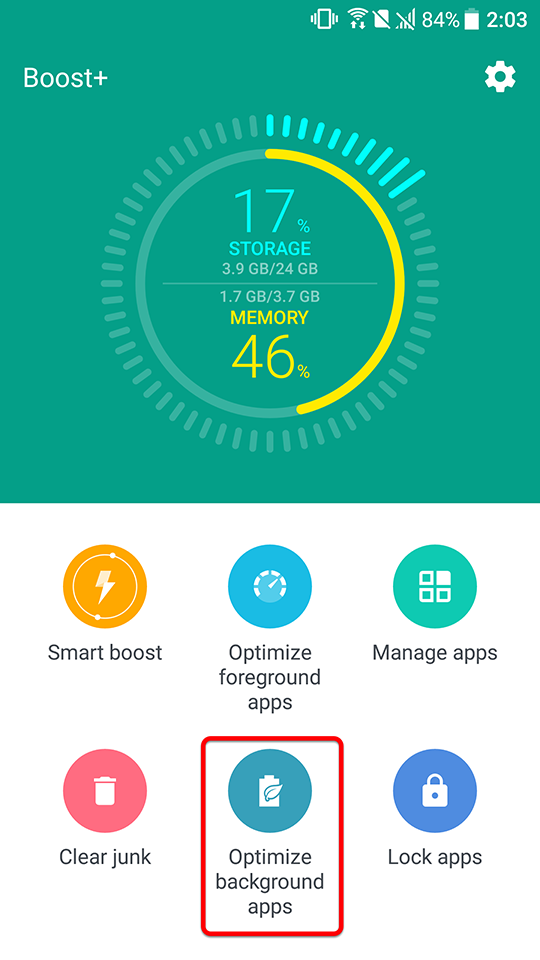 84% 2:03
Boost+
17%
STORAGE
3.9 GB/24 GB
1.7 GB/3.7 GB
MEMORY
46%
Smart boost
Optimize
foreground
apps
Manage apps
Clear junk
Optimize
background
apps
Lock apps